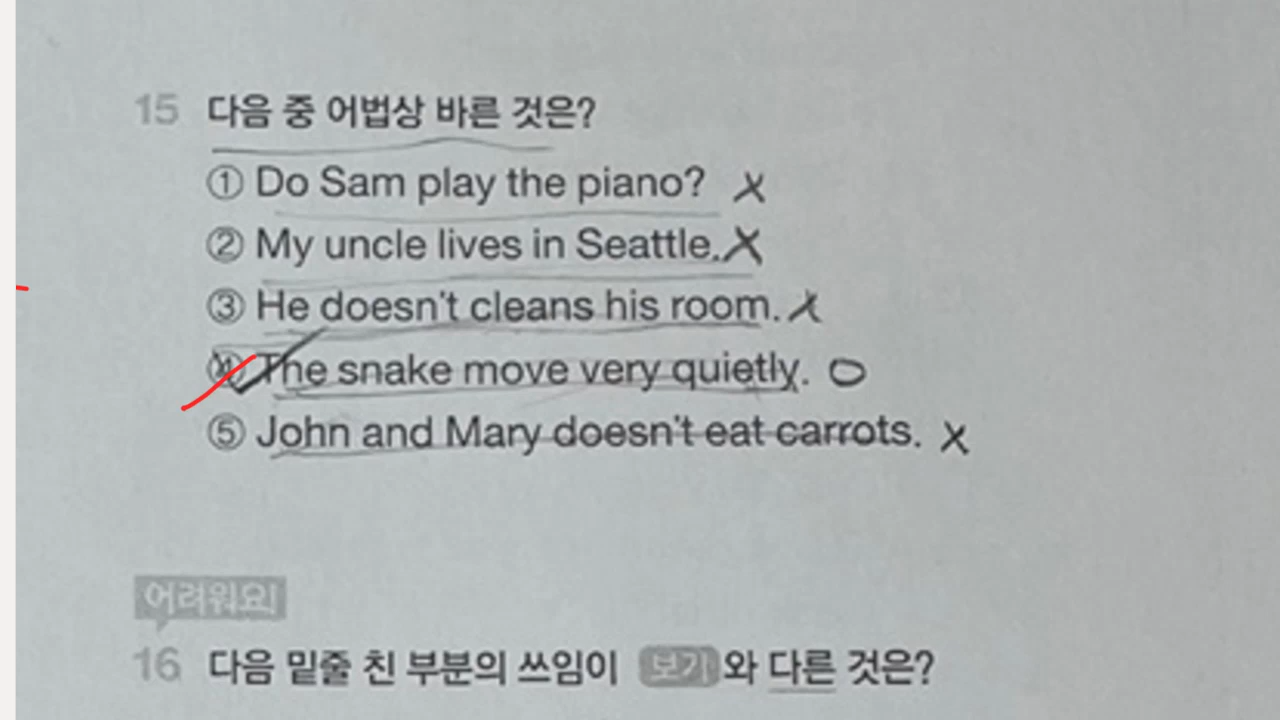 15 다음 중 어법상 바른 것은?
① Do Sam play the piano? X
② My uncle lives in Seattle. X
③ He doesn't cleans his room. X
④ The snake move very quietly. O
⑤ John and Mary doesn't eat carrots. X
어려워요!
16 다음 밑줄 친 부분의 쓰임이 보기와 다른 것은?